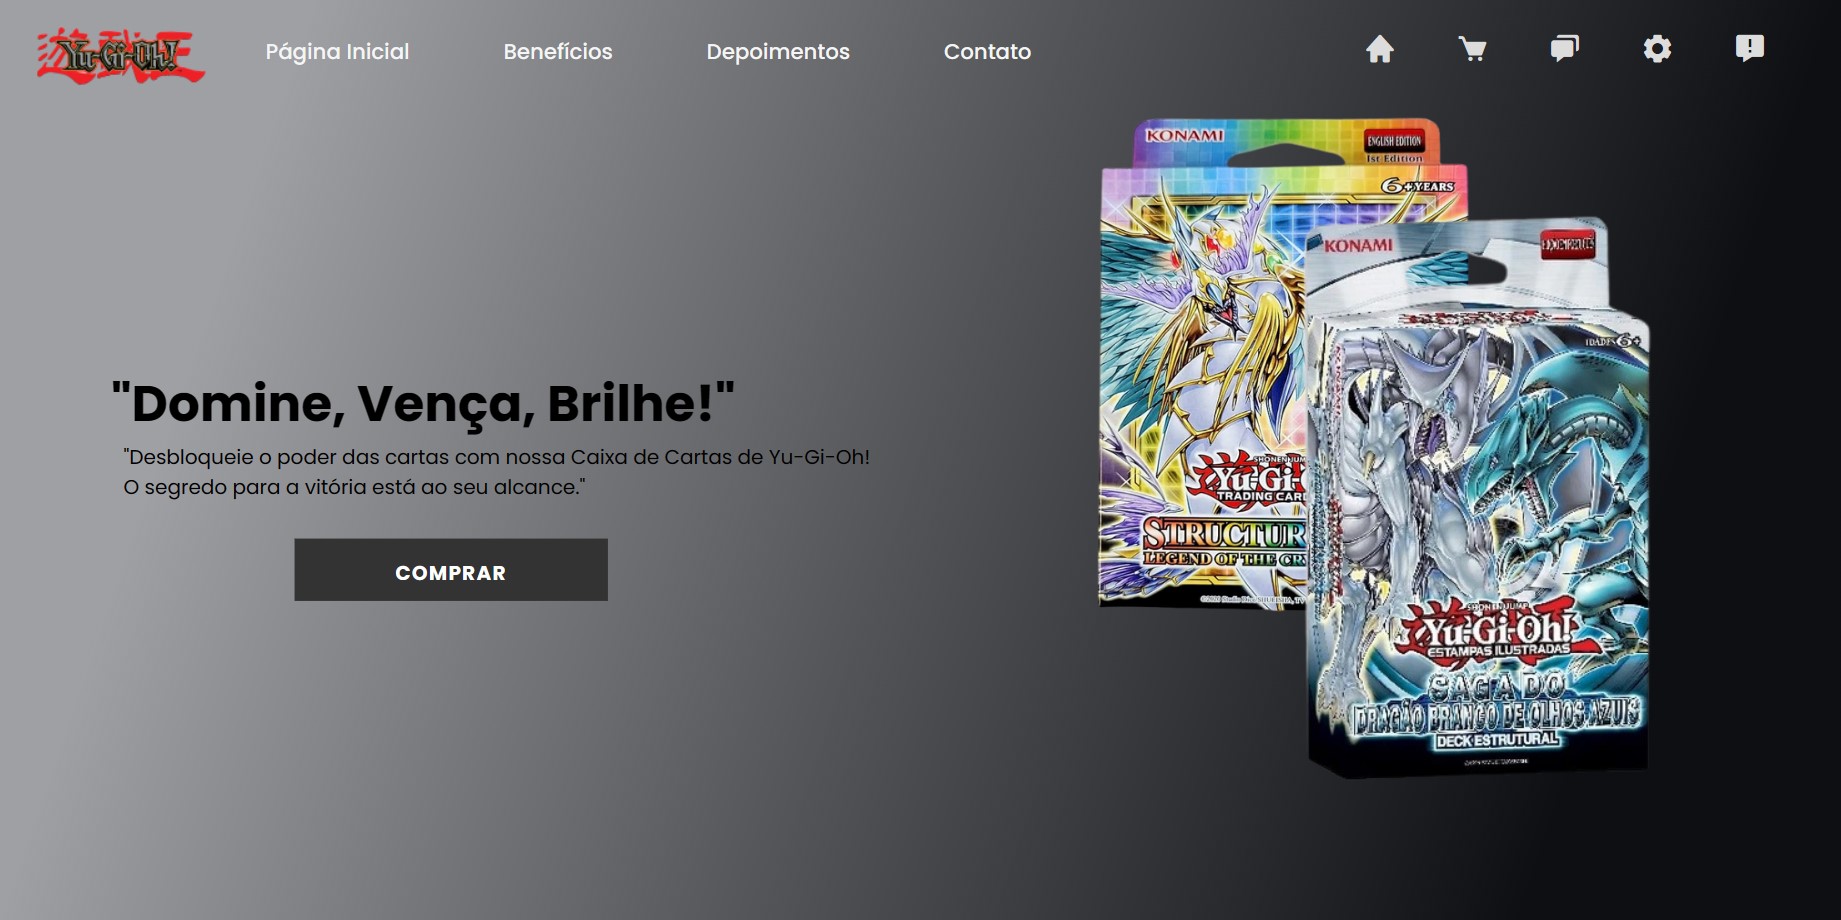 Yu-Gi-Oh!
Página Inicial
Benefícios
Depoimentos
Contato
"Domine, Vença, Brilhe!"
"Desbloqueie o poder das cartas com nossa Caixa de Cartas de Yu-Gi-Oh!
O segredo para a vitória está ao seu alcance."
COMPRAR
KONAMI
ENGLISH EDITION
1st Edition
6+YEARS
SHONEN JUMP
Yu-Gi-
TRADING CARD
STRUCTUR
LEGEND OF THE CR
KONAMI
IDADES 6+
SHONEN JUMP
Yu-Gi-Oh!
ESTAMPAS ILUSTRADAS
SAGA DO
DRAGÃO BRANCO DE OLHOS AZUIS
DECK ESTRUTURAL